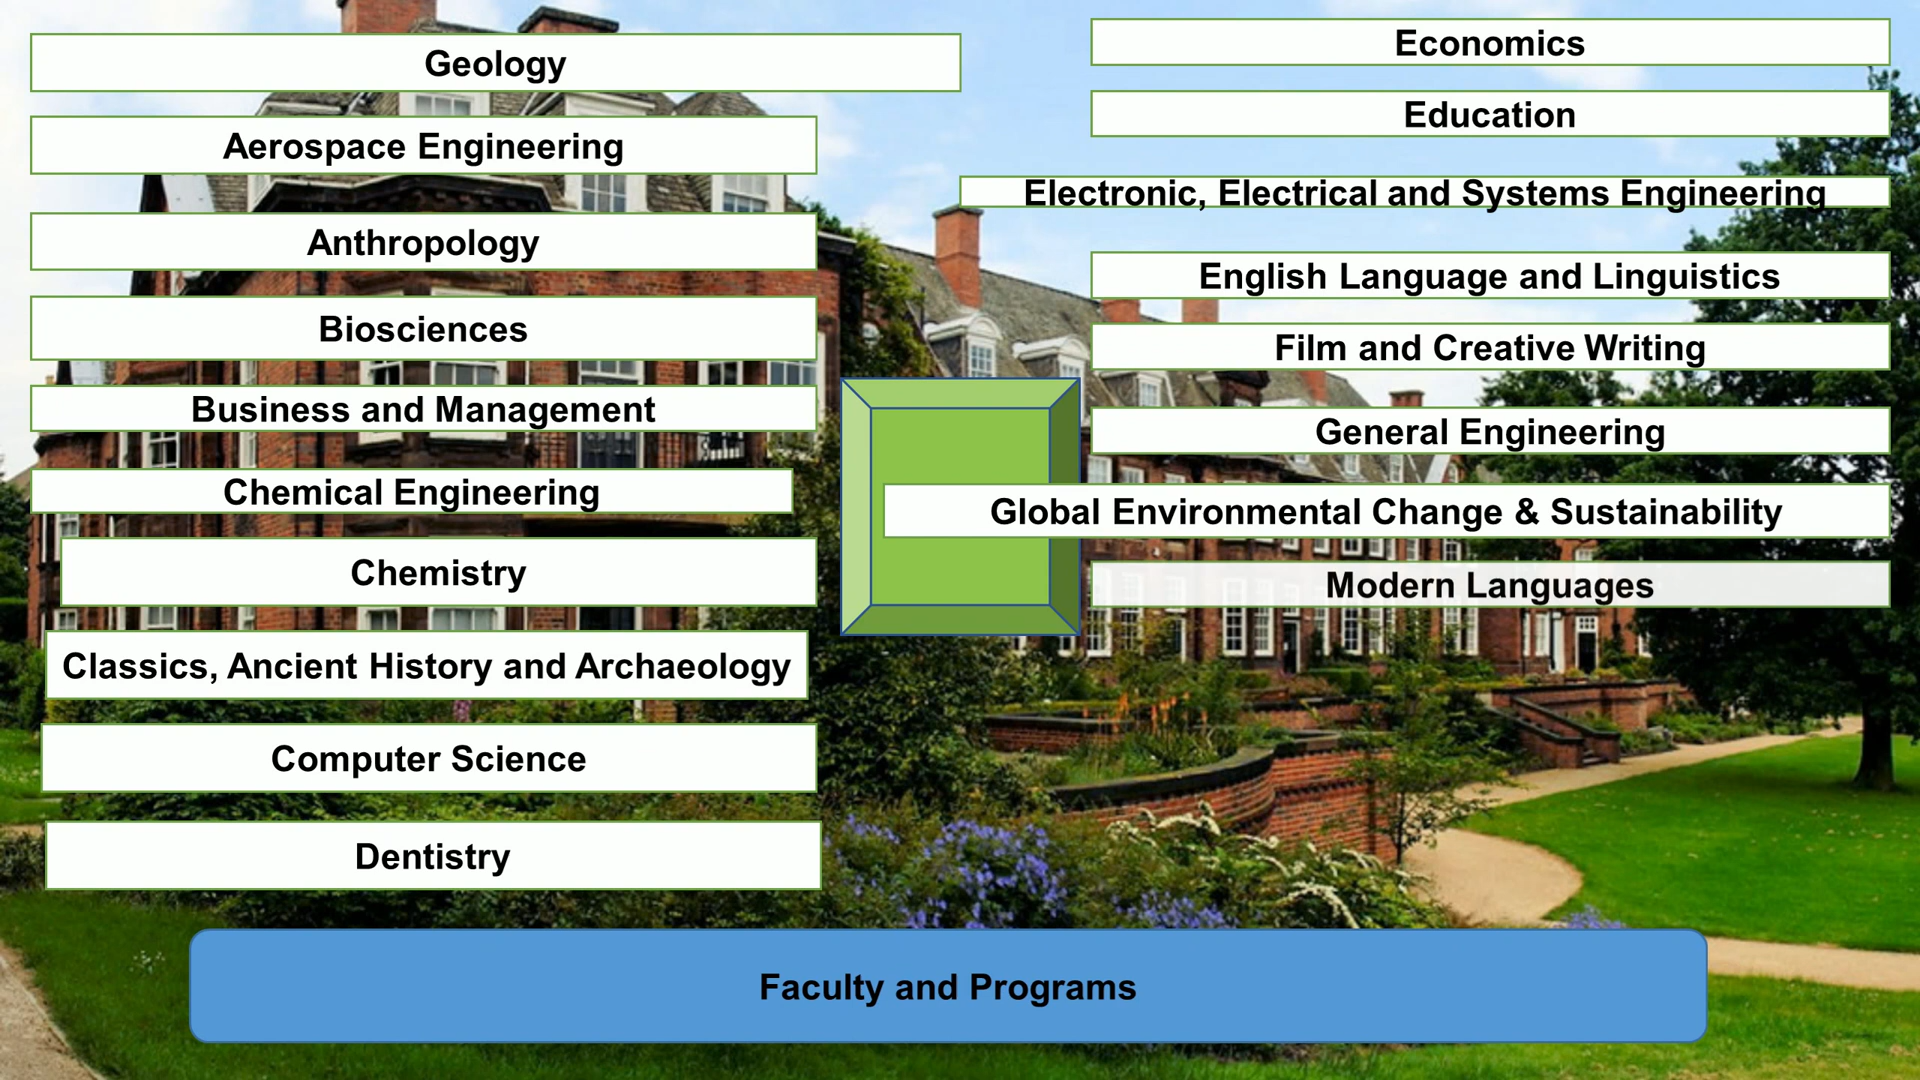 Geology
Aerospace Engineering
Anthropology
Biosciences
Business and Management
Chemical Engineering
Chemistry
Classics, Ancient History and Archaeology
Computer Science
Dentistry
Economics
Education
Electronic, Electrical and Systems Engineering
English Language and Linguistics
Film and Creative Writing
General Engineering
Global Environmental Change & Sustainability
Modern Languages
Faculty and Programs